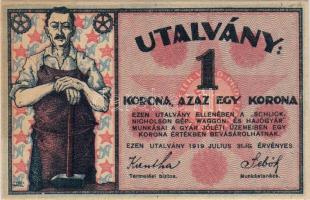 UTALVÁNY:
1
KORONA, AZAZ EGY KORONA
EZEN UTALVÁNY ELLENÉBEN A „SCHLICK,
NICHOLSON GÉP, WAGGON, ÉS HAJÓGYÁR"
MUNKÁSAI A GYÁR JÓLÉTI ÜZEMEIBEN EGY
KORONA ÉRTÉKBEN BEVÁSÁROLHATNAK.
EZEN UTALVÁNY 1919 JULIUS 31.IG. ÉRVÉNYES.
Termelési biztos. Munkástanács.